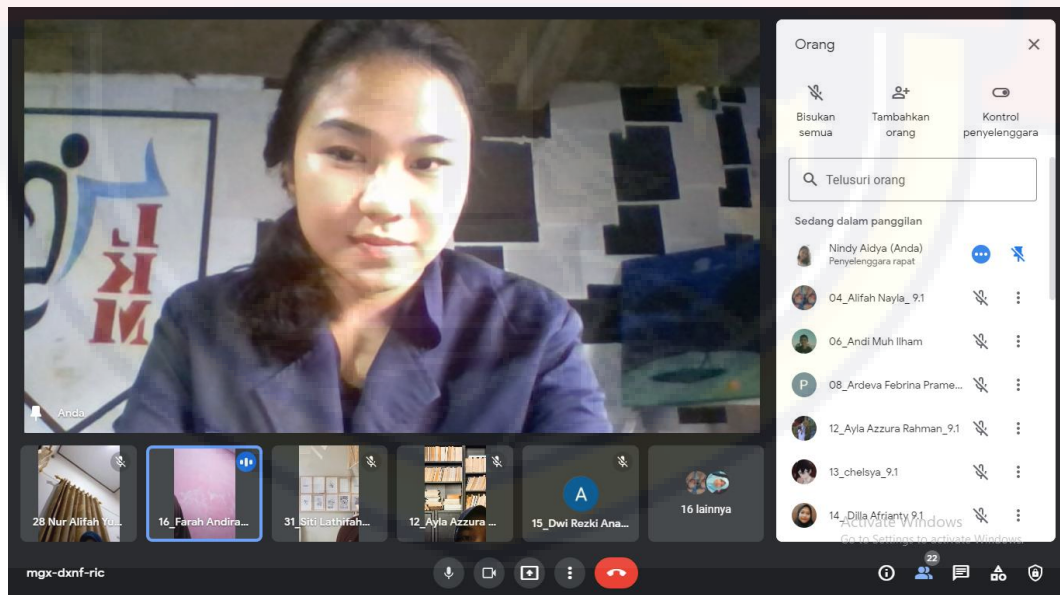 LKIM
Anda
28 Nur Alifah Yu...
16_Farah Andira...
31_Siti Lathifah...
12_Ayla Azzura ...
A
15_Dwi Rezki Ana...
16 lainnya
mgx-dxnf-ric
22
Orang
Bisukan semua
Tambahkan orang
Kontrol penyelenggara
Telusuri orang
Sedang dalam panggilan
Nindy Aidya (Anda)
Penyelenggara rapat
04_Alifah Nayla_ 9.1
06_Andi Muh Ilham
P
08_Ardeva Febrina Prame...
12_Ayla Azzura Rahman_9.1
13_chelsya_9.1
14_Dilla Afrianty 9.1
Activate Windows
Go to Settings to activate Windows.